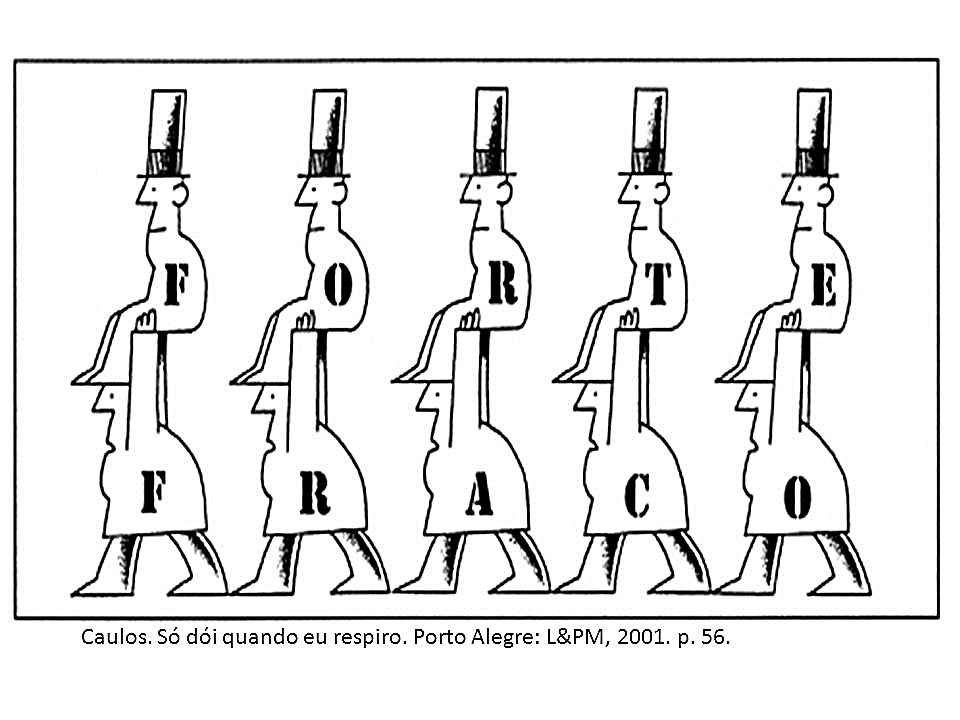 F O R T E
F R A C O
Caulos. Só dói quando eu respiro. Porto Alegre: L&PM, 2001. p. 56.